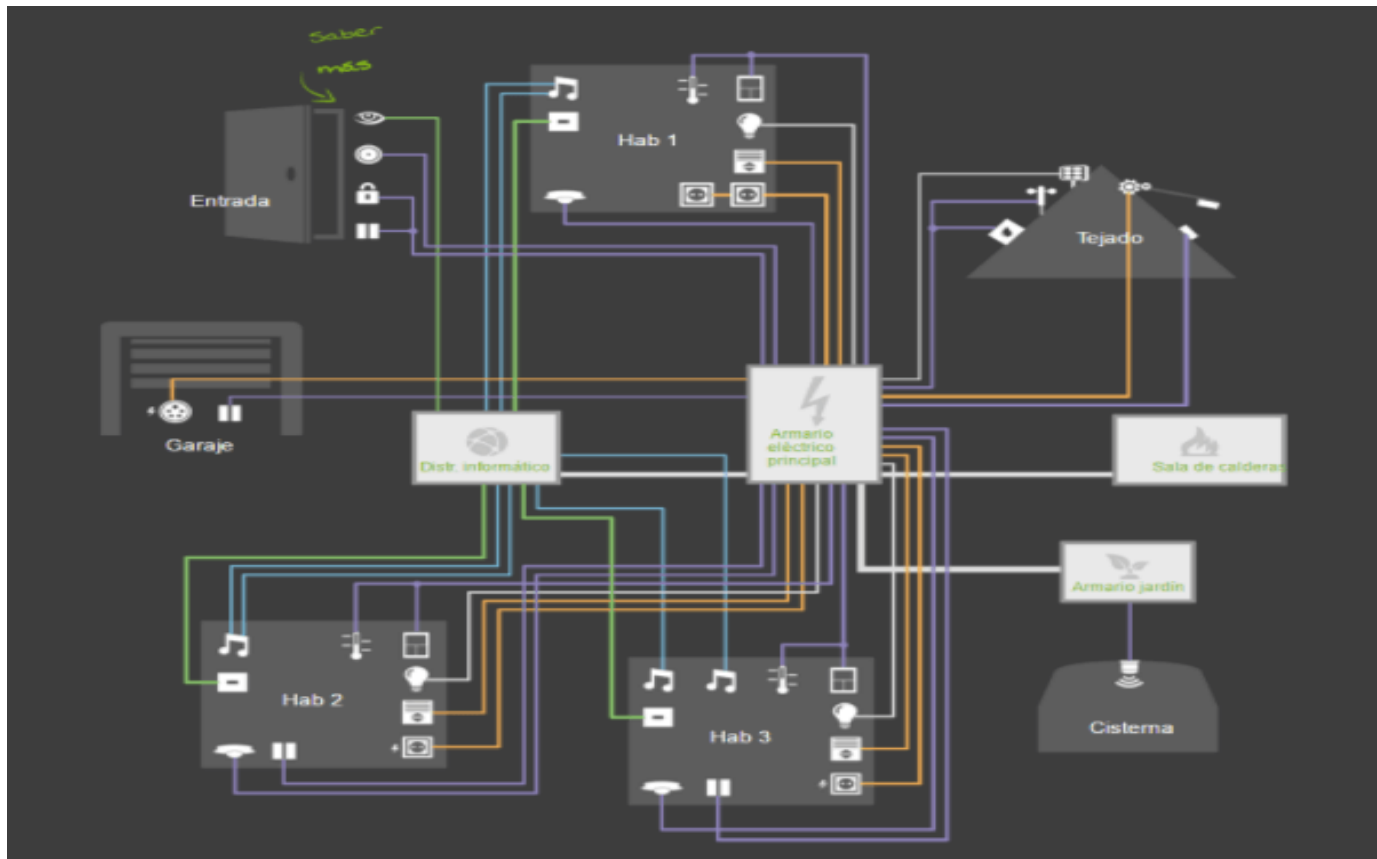 saber
más
Hab 1
Entrada
Tejado
Garaje
Armario
eléctrico
principal
Distr. informático
Sala de calderas
Armario jardín
Hab 2
Hab 3
Cisterna